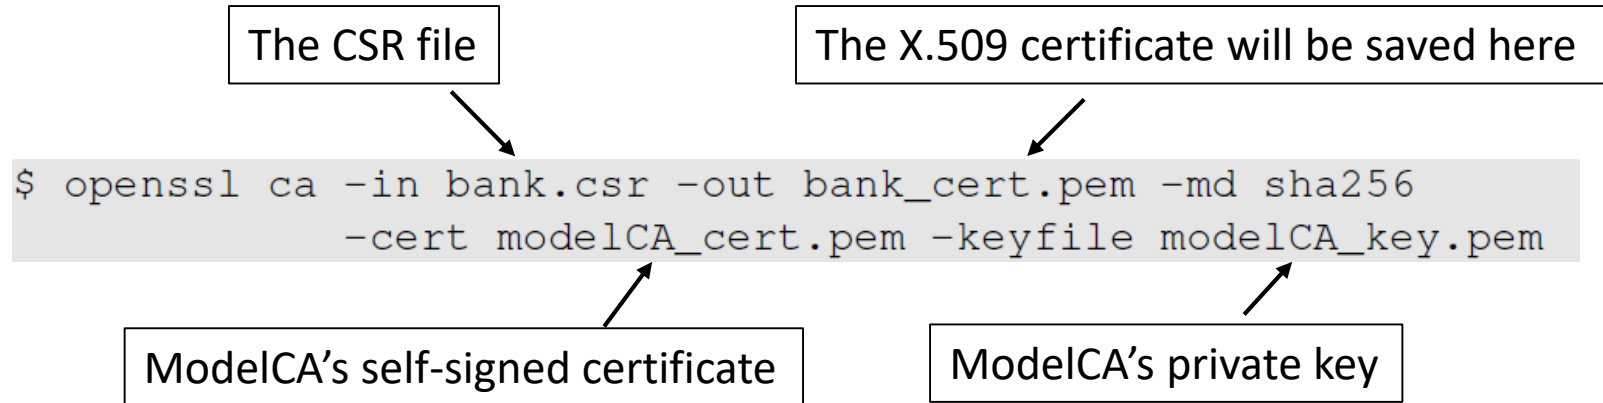 The CSR file
The X.509 certificate will be saved here
$ openssl ca -in bank.csr -out bank_cert.pem -md sha256
-cert modelCA_cert.pem -keyfile modelCA_key.pem
ModelCA’s self-signed certificate
ModelCA’s private key